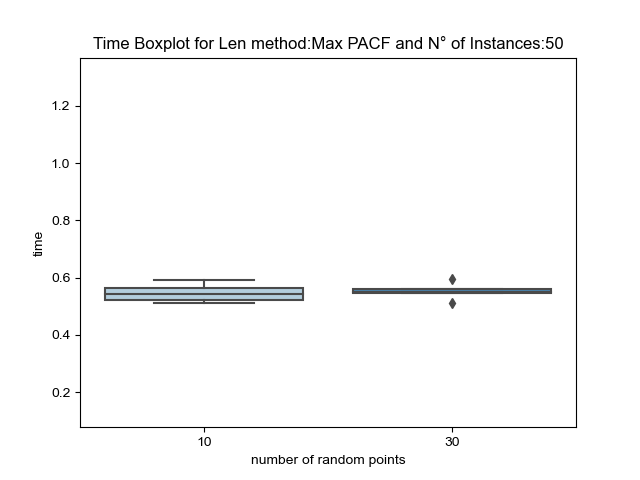 Time Boxplot for Len method:Max PACF and N° of Instances:50
1.2
1.0
0.8
0.6
0.4
0.2
time
10
30
number of random points